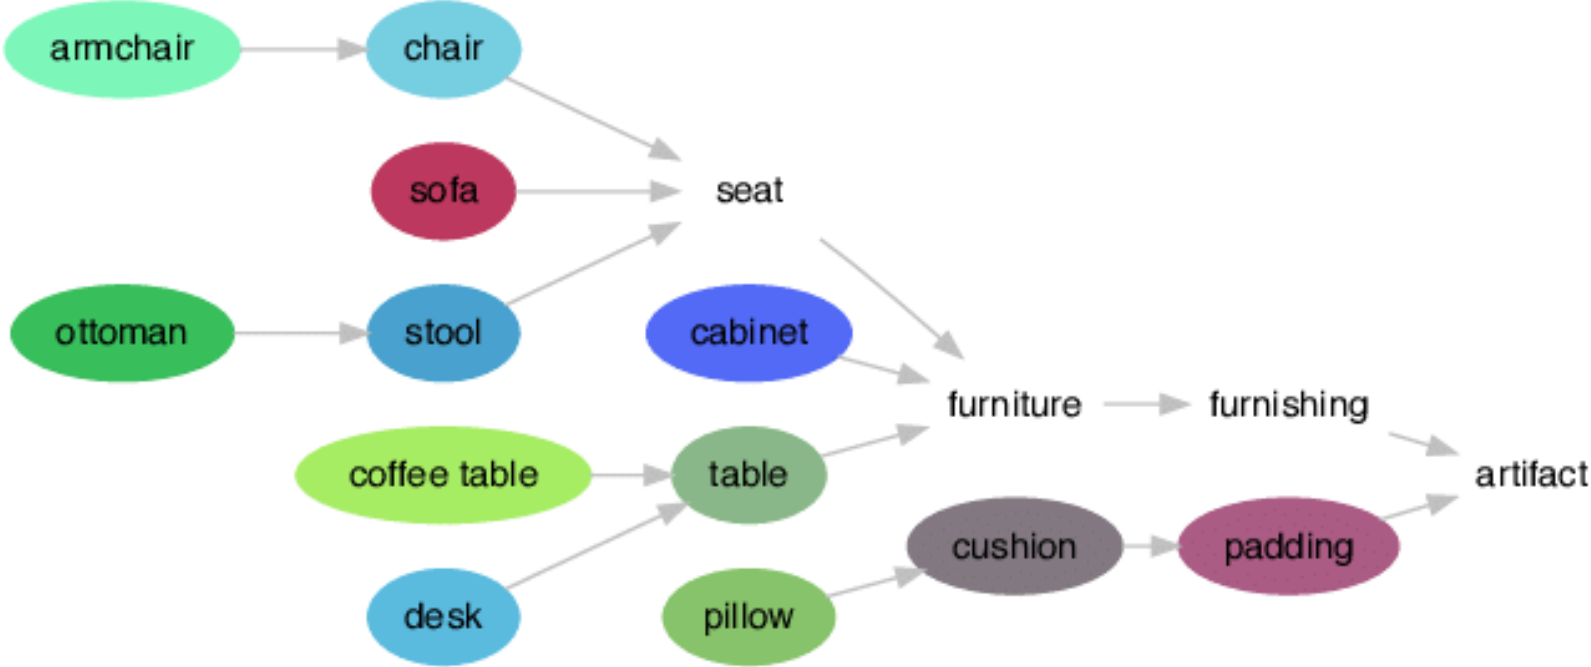 armchair
chair
sofa
seat
ottoman
stool
cabinet
furniture
furnishing
coffee table
table
artifact
cushion
padding
desk
pillow